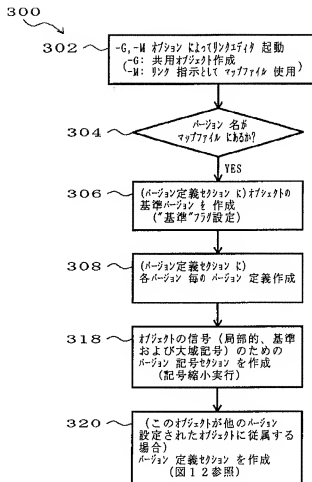 300
302
-G,-M オプション によってリンクエディタ 起動
(-G: 共用オブジェクト作成)
(-M: リンク 指示として マップファイル 使用)
304
バージョン 名が
マップファイル にあるか?
YES
306
(バージョン定義セクション に)オブジェクトの
基準バージョン を 作成
("基準"フラグ設定)
308
(バージョン定義セクション に)
各バージョン 毎の バージョン 定義作成
318
オブジェクトの信号 (局部的、基準
および大域記号) のための
バージョン 記号セクション を作成
(記号縮小実行)
320
(このオブジェクトが他のバージョン
設定されたオブジェクトに従属する
場合)
バージョン 定義セクション を作成
(図12参照)